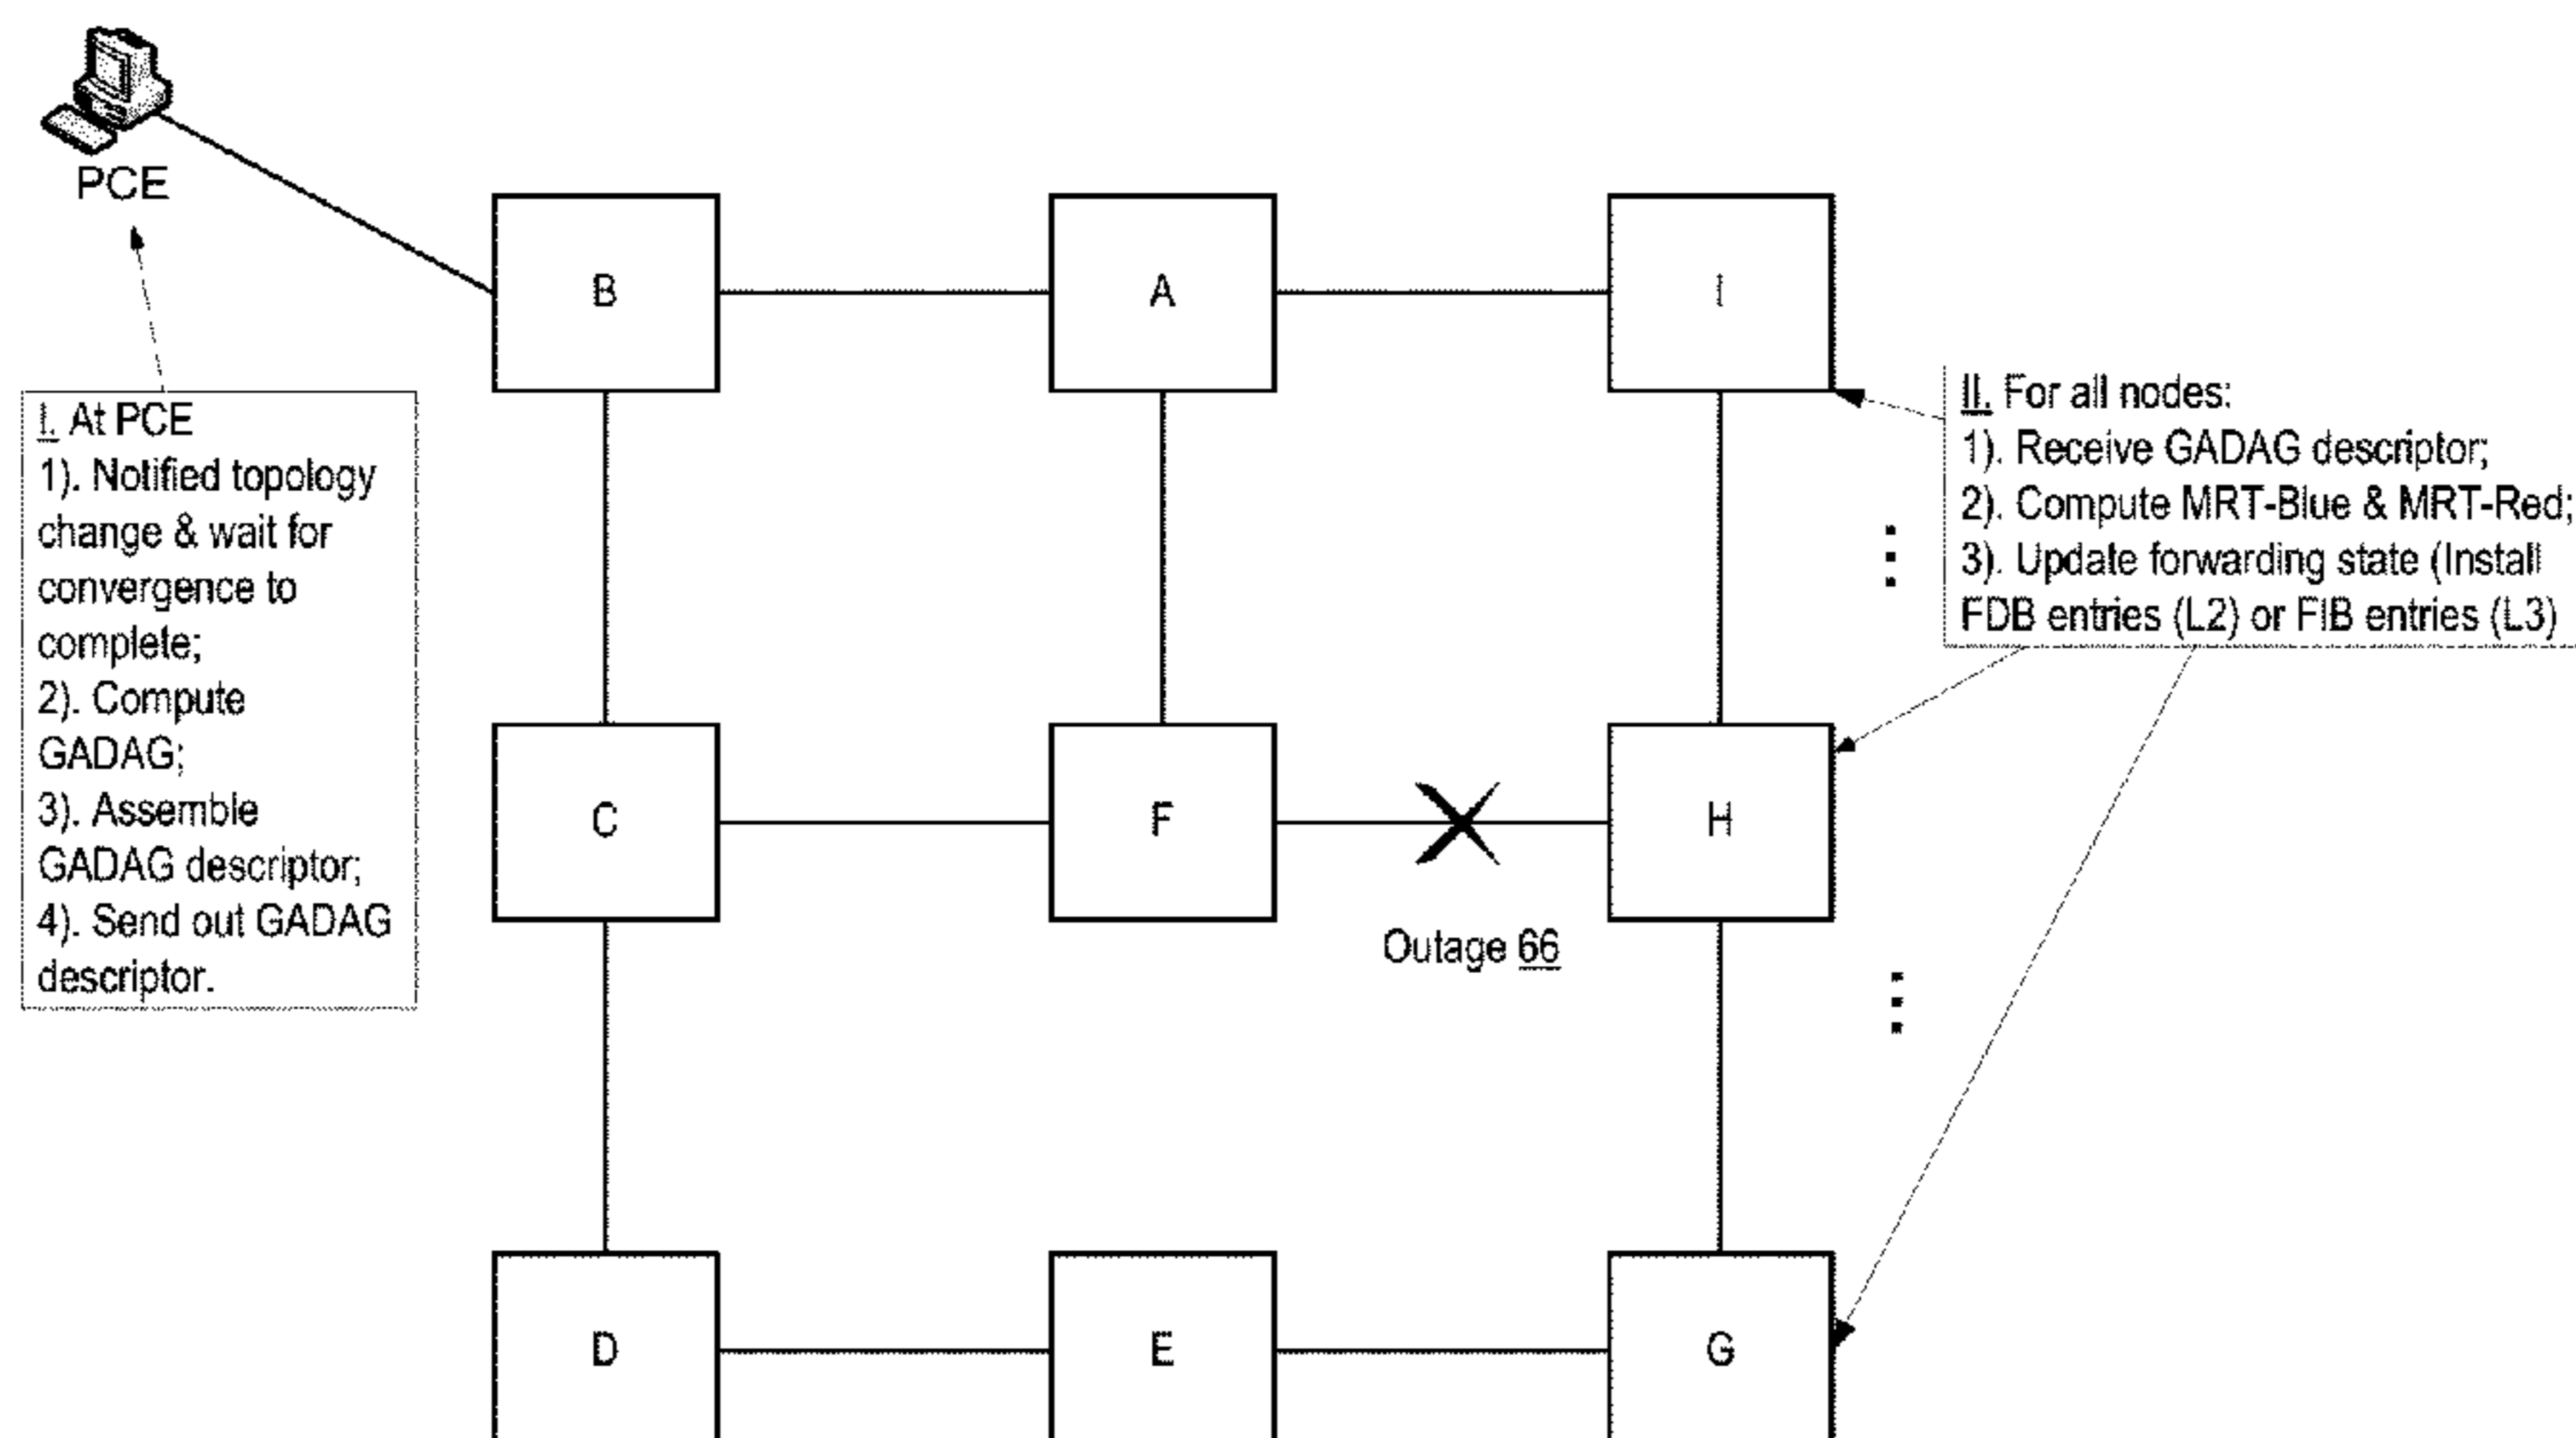 PCE
B
A
I
I. At PCE
1). Notified topology
change & wait for
convergence to
complete;
2). Compute
GADAG;
3). Assemble
GADAG descriptor;
4). Send out GADAG
descriptor.
II. For all nodes:
1). Receive GADAG descriptor;
2). Compute MRT-Blue & MRT-Red;
3). Update forwarding state (Install
FDB entries (L2) or FIB entries (L3)
C
F
H
Outage 66
D
E
G